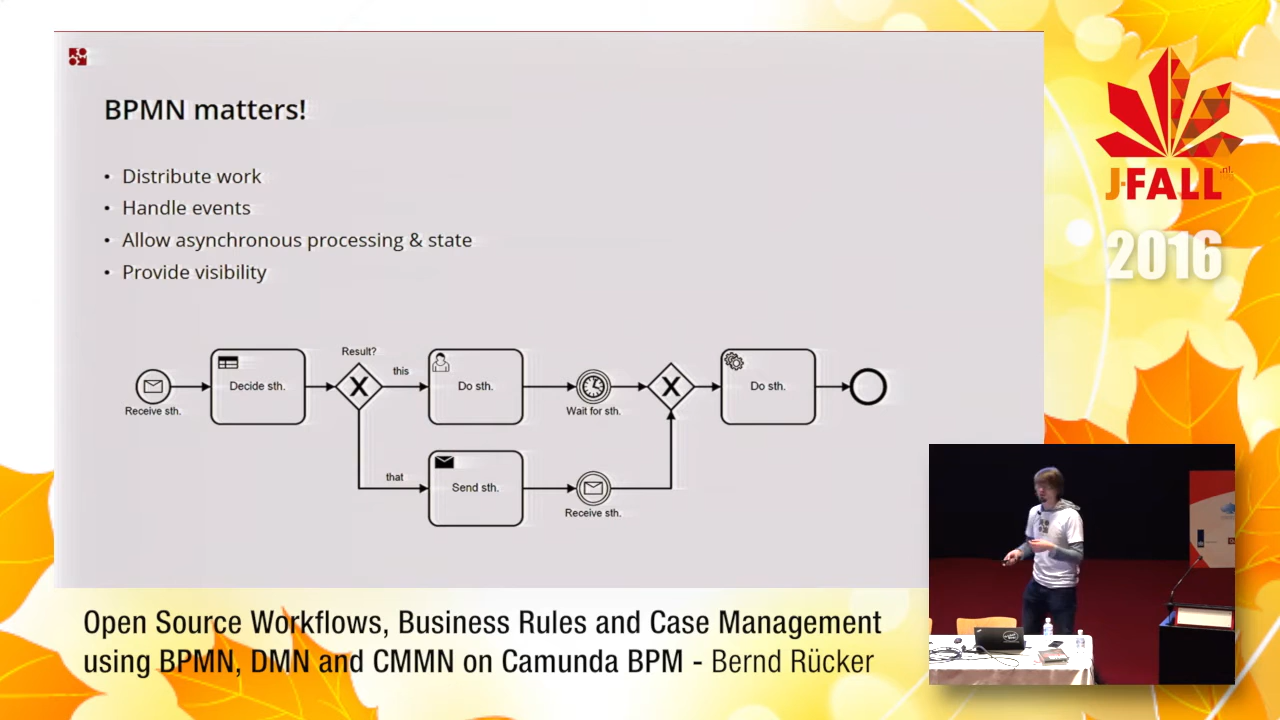 BPMN matters!
• Distribute work
• Handle events
• Allow asynchronous processing & state
• Provide visibility
Receive sth.
Decide sth.
Result?
this
Do sth.
Wait for sth.
Do sth.
that
Send sth.
Receive sth.
J-FALL
.nl
2016
Open Source Workflows, Business Rules and Case Management
using BPMN, DMN and CMMN on Camunda BPM - Bernd Rücker